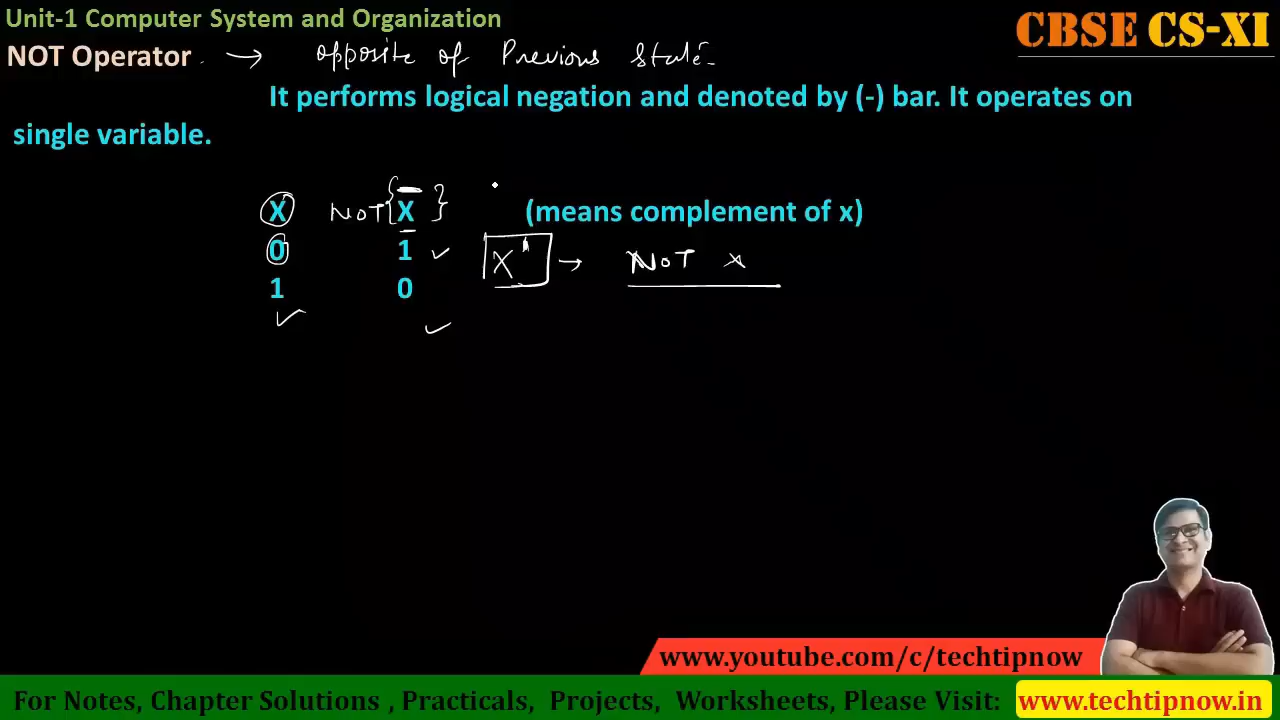 Unit-1 Computer System and Organization
CBSE CS-XI
NOT Operator → opposite of Previous State
It performs logical negation and denoted by (-) bar. It operates on
single variable.
X NOT { X̅ } (means complement of x)
0 1 ✓ X' → NOT x
1 0
✓ ✓
www.youtube.com/c/techtipnow
For Notes, Chapter Solutions , Practicals, Projects, Worksheets, Please Visit: www.techtipnow.in